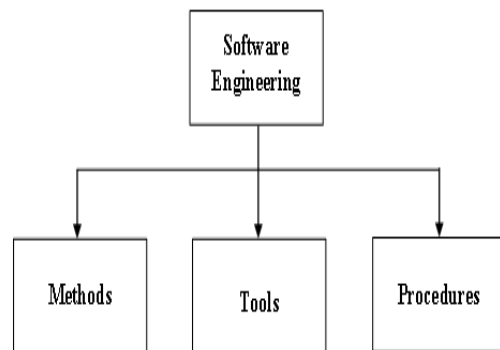 Software
Engineering
Methods
Tools
Procedures